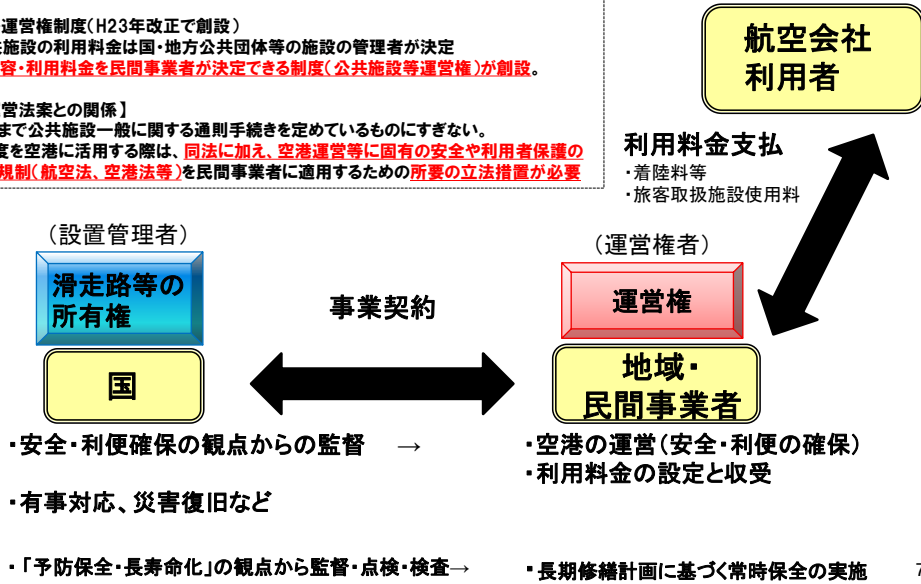 運営権制度(H23年改正で創設)
共施設の利用料金は国・地方公共団体等の施設の管理者が決定
容・利用料金を民間事業者が決定できる制度(公共施設等運営権)が創設。
営法案との関係】
まで公共施設一般に関する通則手続きを定めているものにすぎない。
度を空港に活用する際は、同法に加え、空港運営等に固有の安全や利用者保護の
規制(航空法、空港法等)を民間事業者に適用するための所要の立法措置が必要
航空会社
利用者
利用料金支払
・着陸料等
・旅客取扱施設使用料
(設置管理者)
滑走路等の
所有権
国
事業契約
(運営権者)
運営権
地域・
民間事業者
・安全・利便確保の観点からの監督 →
・有事対応、災害復旧など
・「予防保全・長寿命化」の観点から監督・点検・検査→
・空港の運営(安全・利便の確保)
・利用料金の設定と収受
・長期修繕計画に基づく常時保全の実施